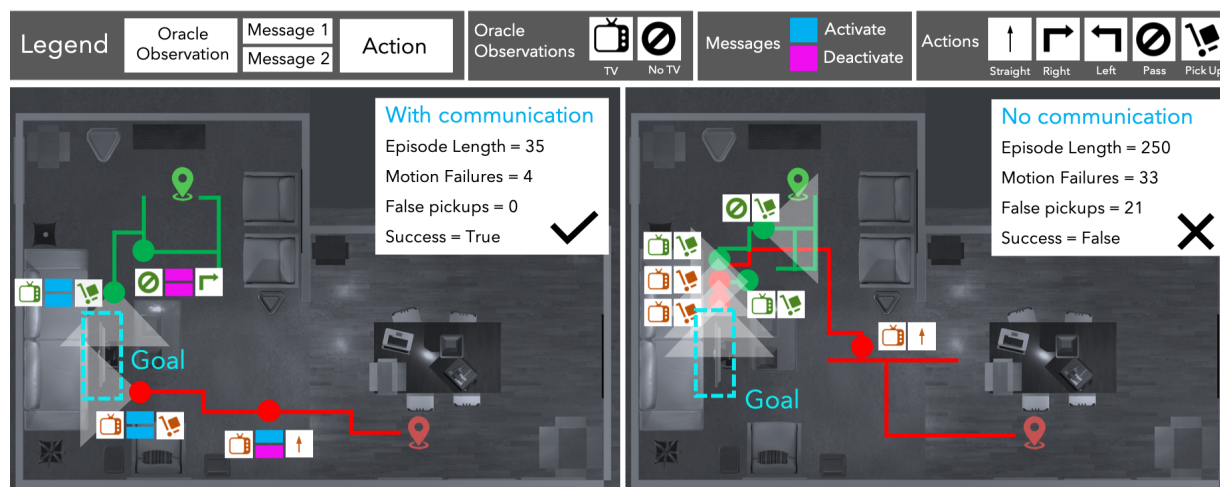 Legend
Oracle
Observation
Message 1
Message 2
Action
Oracle
Observations
TV
No TV
Messages
Activate
Deactivate
Actions
Straight
Right
Left
Pass
Pick Up
With communication
Episode Length = 35
Motion Failures = 4
False pickups = 0
Success = True
Goal
No communication
Episode Length = 250
Motion Failures = 33
False pickups = 21
Success = False
Goal